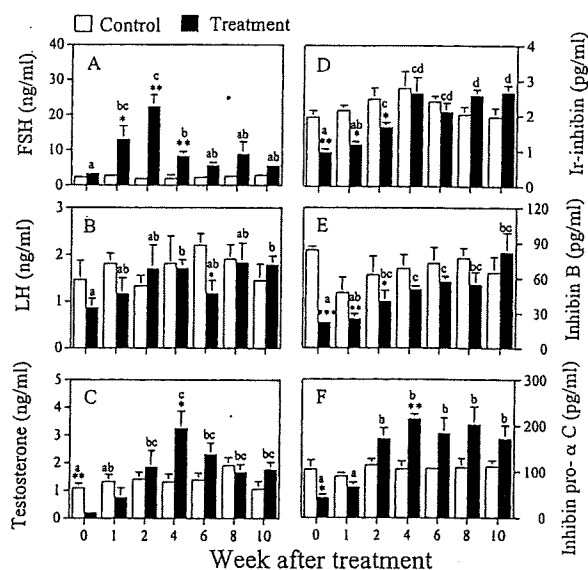 Control Treatment
A
FSH (ng/ml)
40
30
20
10
0
a
bc
*
c
**
b
**
ab
ab
ab
D
Ir-inhibin (pg/ml)
4
3
2
1
0
a
**
ab
*
c
*
cd
cd
d
d
B
LH (ng/ml)
3
2
1
0
a
ab
ab
b
ab
*
ab
b
E
Inhibin B (pg/ml)
120
90
60
30
0
a
***
ab
**
bc
*
c
c
bc
bc
C
Testosterone (ng/ml)
5
4
3
2
1
0
a
**
ab
bc
c
*
bc
bc
bc
F
Inhibin pro- α C (pg/ml)
300
200
100
0
a
*
a
b
b
**
b
b
b
0 1 2 4 6 8 10
0 1 2 4 6 8 10
Week after treatment